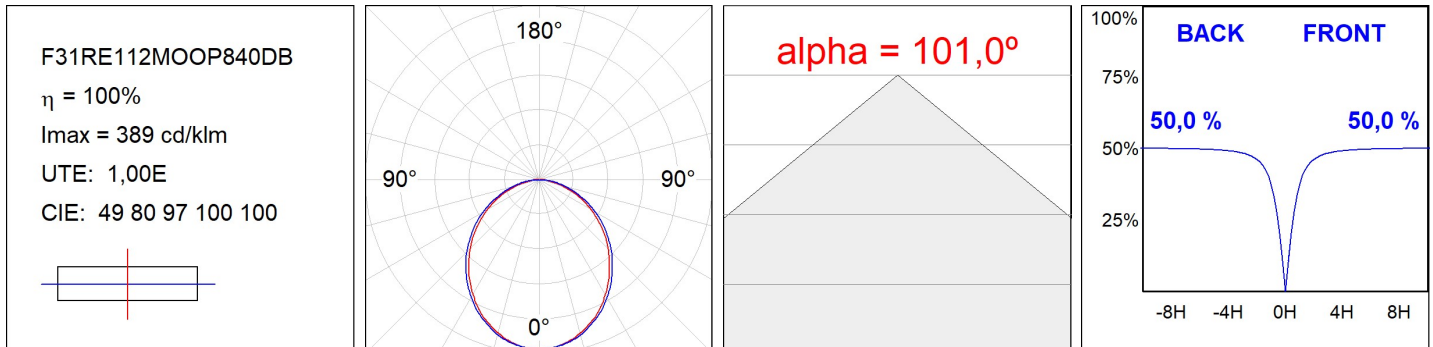 F31RE112MOOP840DB
η = 100%
Imax = 389 cd/klm
UTE: 1,00E
CIE: 49 80 97 100 100
180°
90° 90°
0°
alpha = 101,0º
100%
BACK FRONT
75%
50,0 % 50,0 %
50%
25%
-8H -4H 0H 4H 8H